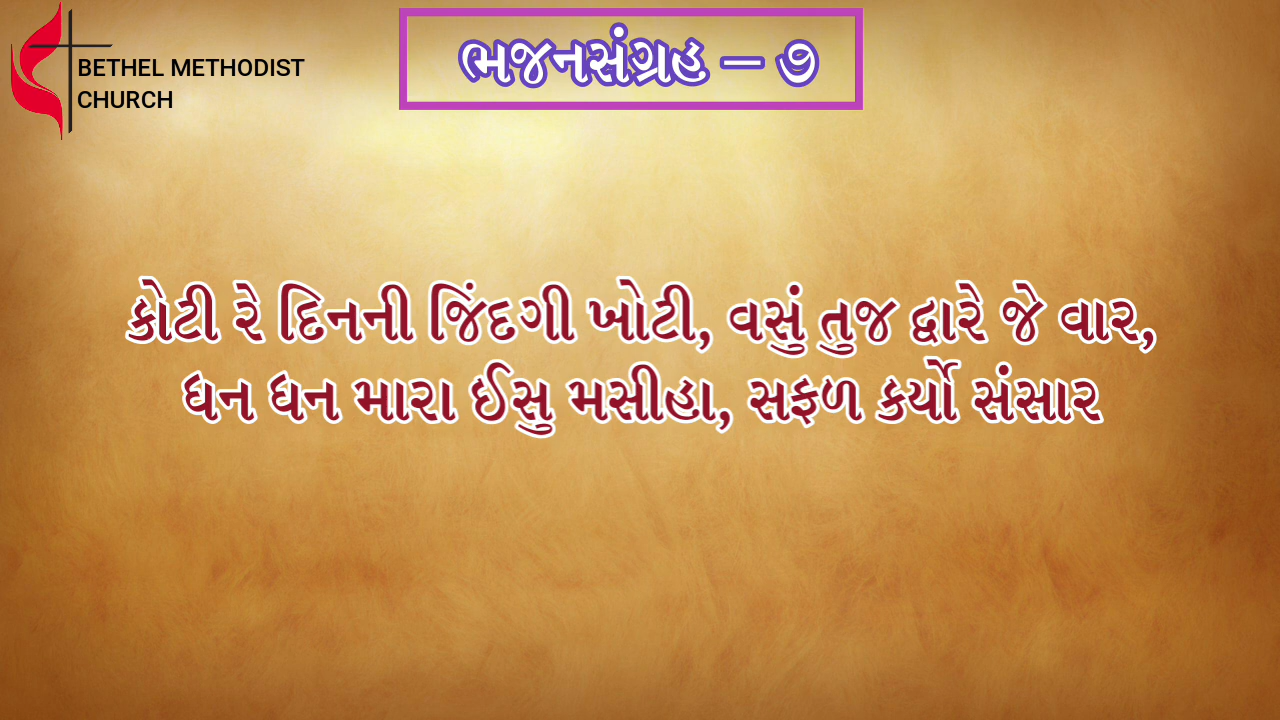 BETHEL METHODIST
CHURCH
ભજનસંગ્રહ – ૭
કોટી રે દિનની જિંદગી ખોટી, વસું તુજ દ્વારે જે વાર,
ધન ધન મારા ઈસુ મસીહા, સફળ કર્યો સંસાર